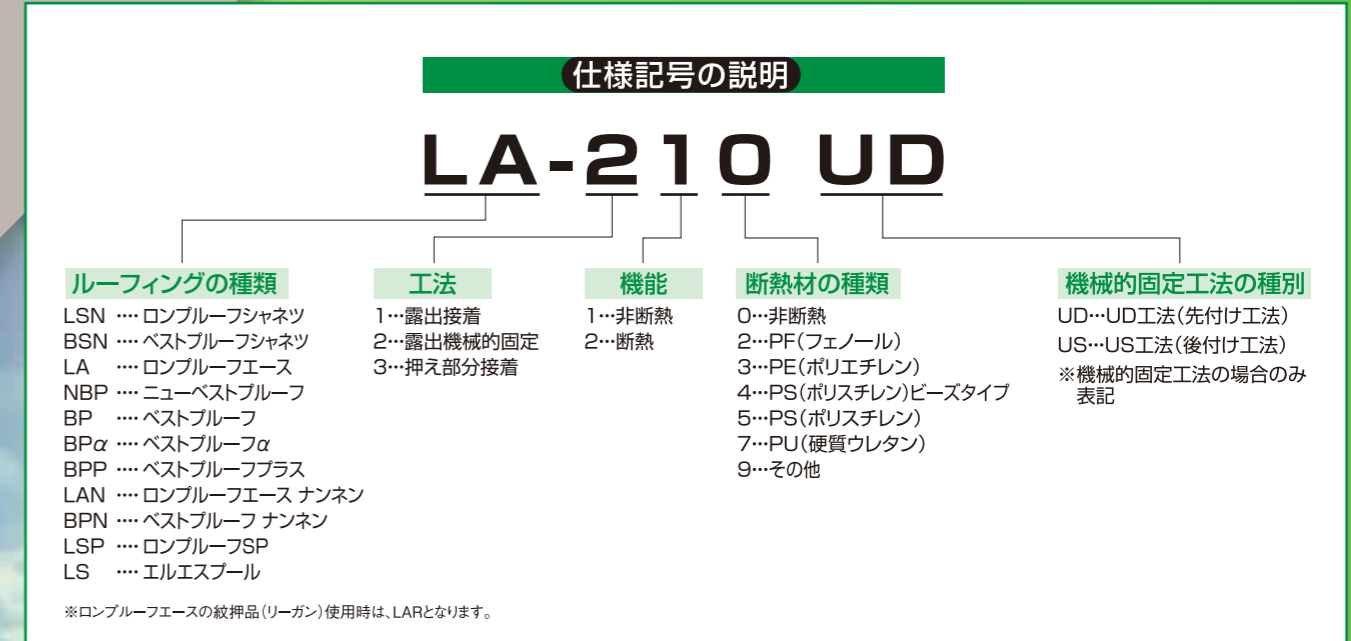 仕様記号の説明
LA-210 UD
ルーフィングの種類
LSN ‥‥ ロンプルーフシャネツ
BSN ‥‥ ベストプルーフシャネツ
LA ‥‥ ロンプルーフエース
NBP ‥‥ ニューベストプルーフ
BP ‥‥ ベストプルーフ
BPα ‥‥ ベストプルーフα
BPP ‥‥ ベストプルーフプラス
LAN ‥‥ ロンプルーフエース ナンネン
BPN ‥‥ ベストプルーフ ナンネン
LSP ‥‥ ロンプルーフSP
LS ‥‥ エルエスプール
※ロンプルーフエースの紋押品(リーガン)使用時は、LARとなります。
工法
1…露出接着
2…露出機械的固定
3…押え部分接着
機能
1…非断熱
2…断熱
断熱材の種類
0…非断熱
2…PF(フェノール)
3…PE(ポリエチレン)
4…PS(ポリスチレン)ビーズタイプ
5…PS(ポリスチレン)
7…PU(硬質ウレタン)
9…その他
機械的固定工法の種別
UD…UD工法(先付け工法)
US…US工法(後付け工法)
※機械的固定工法の場合のみ
表記